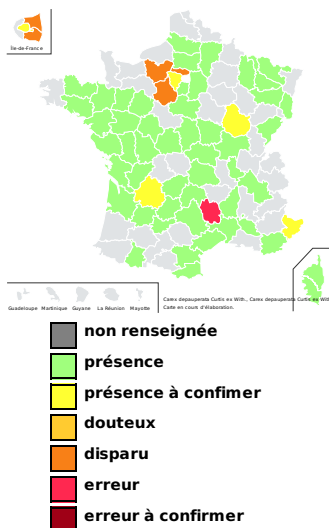 Île-de-France
Guadeloupe Martinique Guyane La Réunion Mayotte
Carex depauperata Curtis ex With., Carex depauperata Curtis ex With
Carte en cours d'élaboration.
non renseignée
présence
présence à confimer
douteux
disparu
erreur
erreur à confirmer